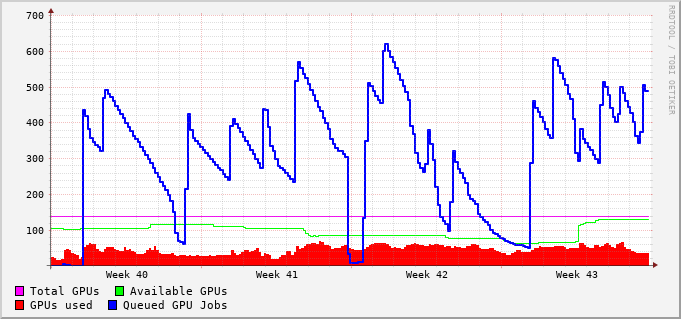 700
600
500
400
300
200
100
Week 40 Week 41 Week 42 Week 43
Total GPUs Available GPUs
GPUs used Queued GPU Jobs
RRDTOOL / TOBI OETIKER